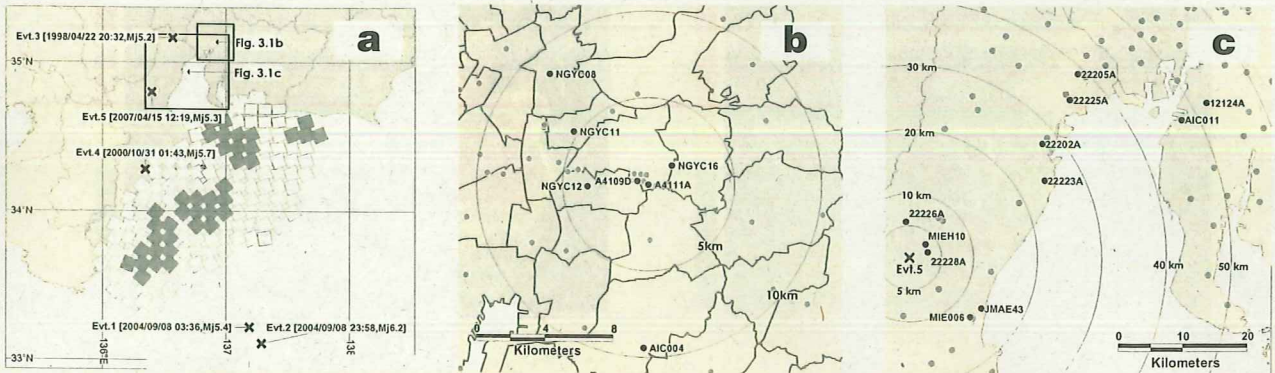 a
Evt.3 [1998/04/22 20:32,Mj5.2]
Fig. 3.1b
35°N
Fig. 3.1c
Evt.5 [2007/04/15 12:19,Mj5.3]
Evt.4 [2000/10/31 01:43,Mj5.7]
34°N
Evt.1 [2004/09/08 03:36,Mj5.4]
Evt.2 [2004/09/08 23:58,Mj6.2]
33°N
136°E
137
b
NGYC08
NGYC11
NGYC16
NGYC12
A4109D
A4111A
5km
10km
0 4 8
Kilometers
AIC004
c
30 km
22205A
22225A
12124A
AIC011
20 km
22202A
22223A
10 km
22226A
MIEH10
22228A
Evt.5
5 km
40 km
50 km
JMAE43
MIE006
0 10 20
Kilometers